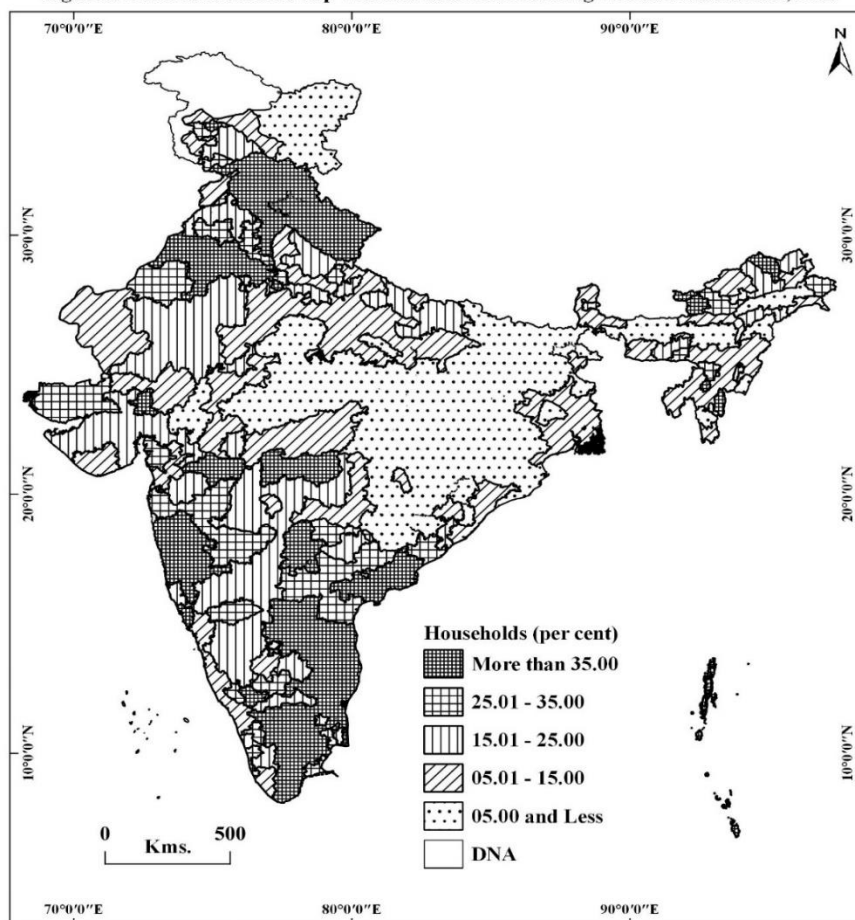 70°0'0"E 80°0'0"E 90°0'0"E
N
30°0'0"N 30°0'0"N
20°0'0"N 20°0'0"N
10°0'0"N 10°0'0"N
Households (per cent)
More than 35.00
25.01 - 35.00
15.01 - 25.00
05.01 - 15.00
05.00 and Less
DNA
0 500
Kms.
70°0'0"E 80°0'0"E 90°0'0"E